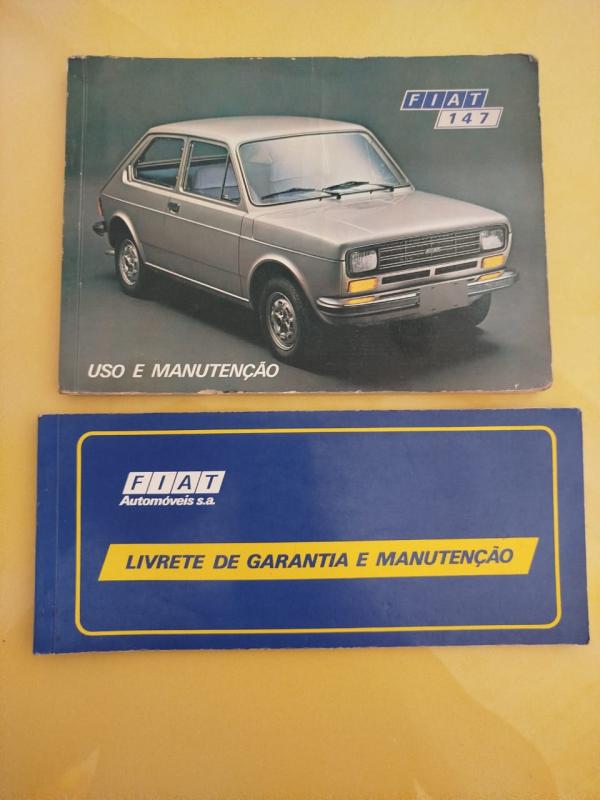 FIAT
147
USO E MANUTENÇÃO
FIAT
Automóveis s.a.
LIVRETE DE GARANTIA E MANUTENÇÃO